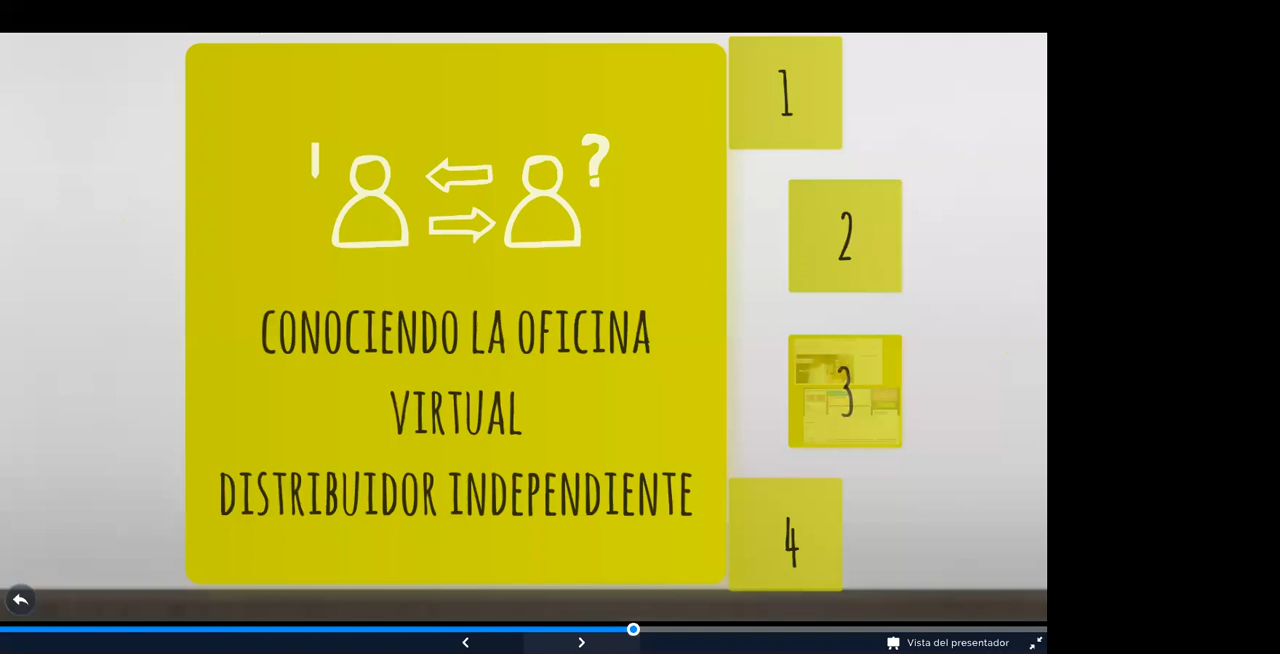 1
?
CONOCIENDO LA OFICINA
VIRTUAL
DISTRIBUIDOR INDEPENDIENTE
2
3
4
Vista del presentador